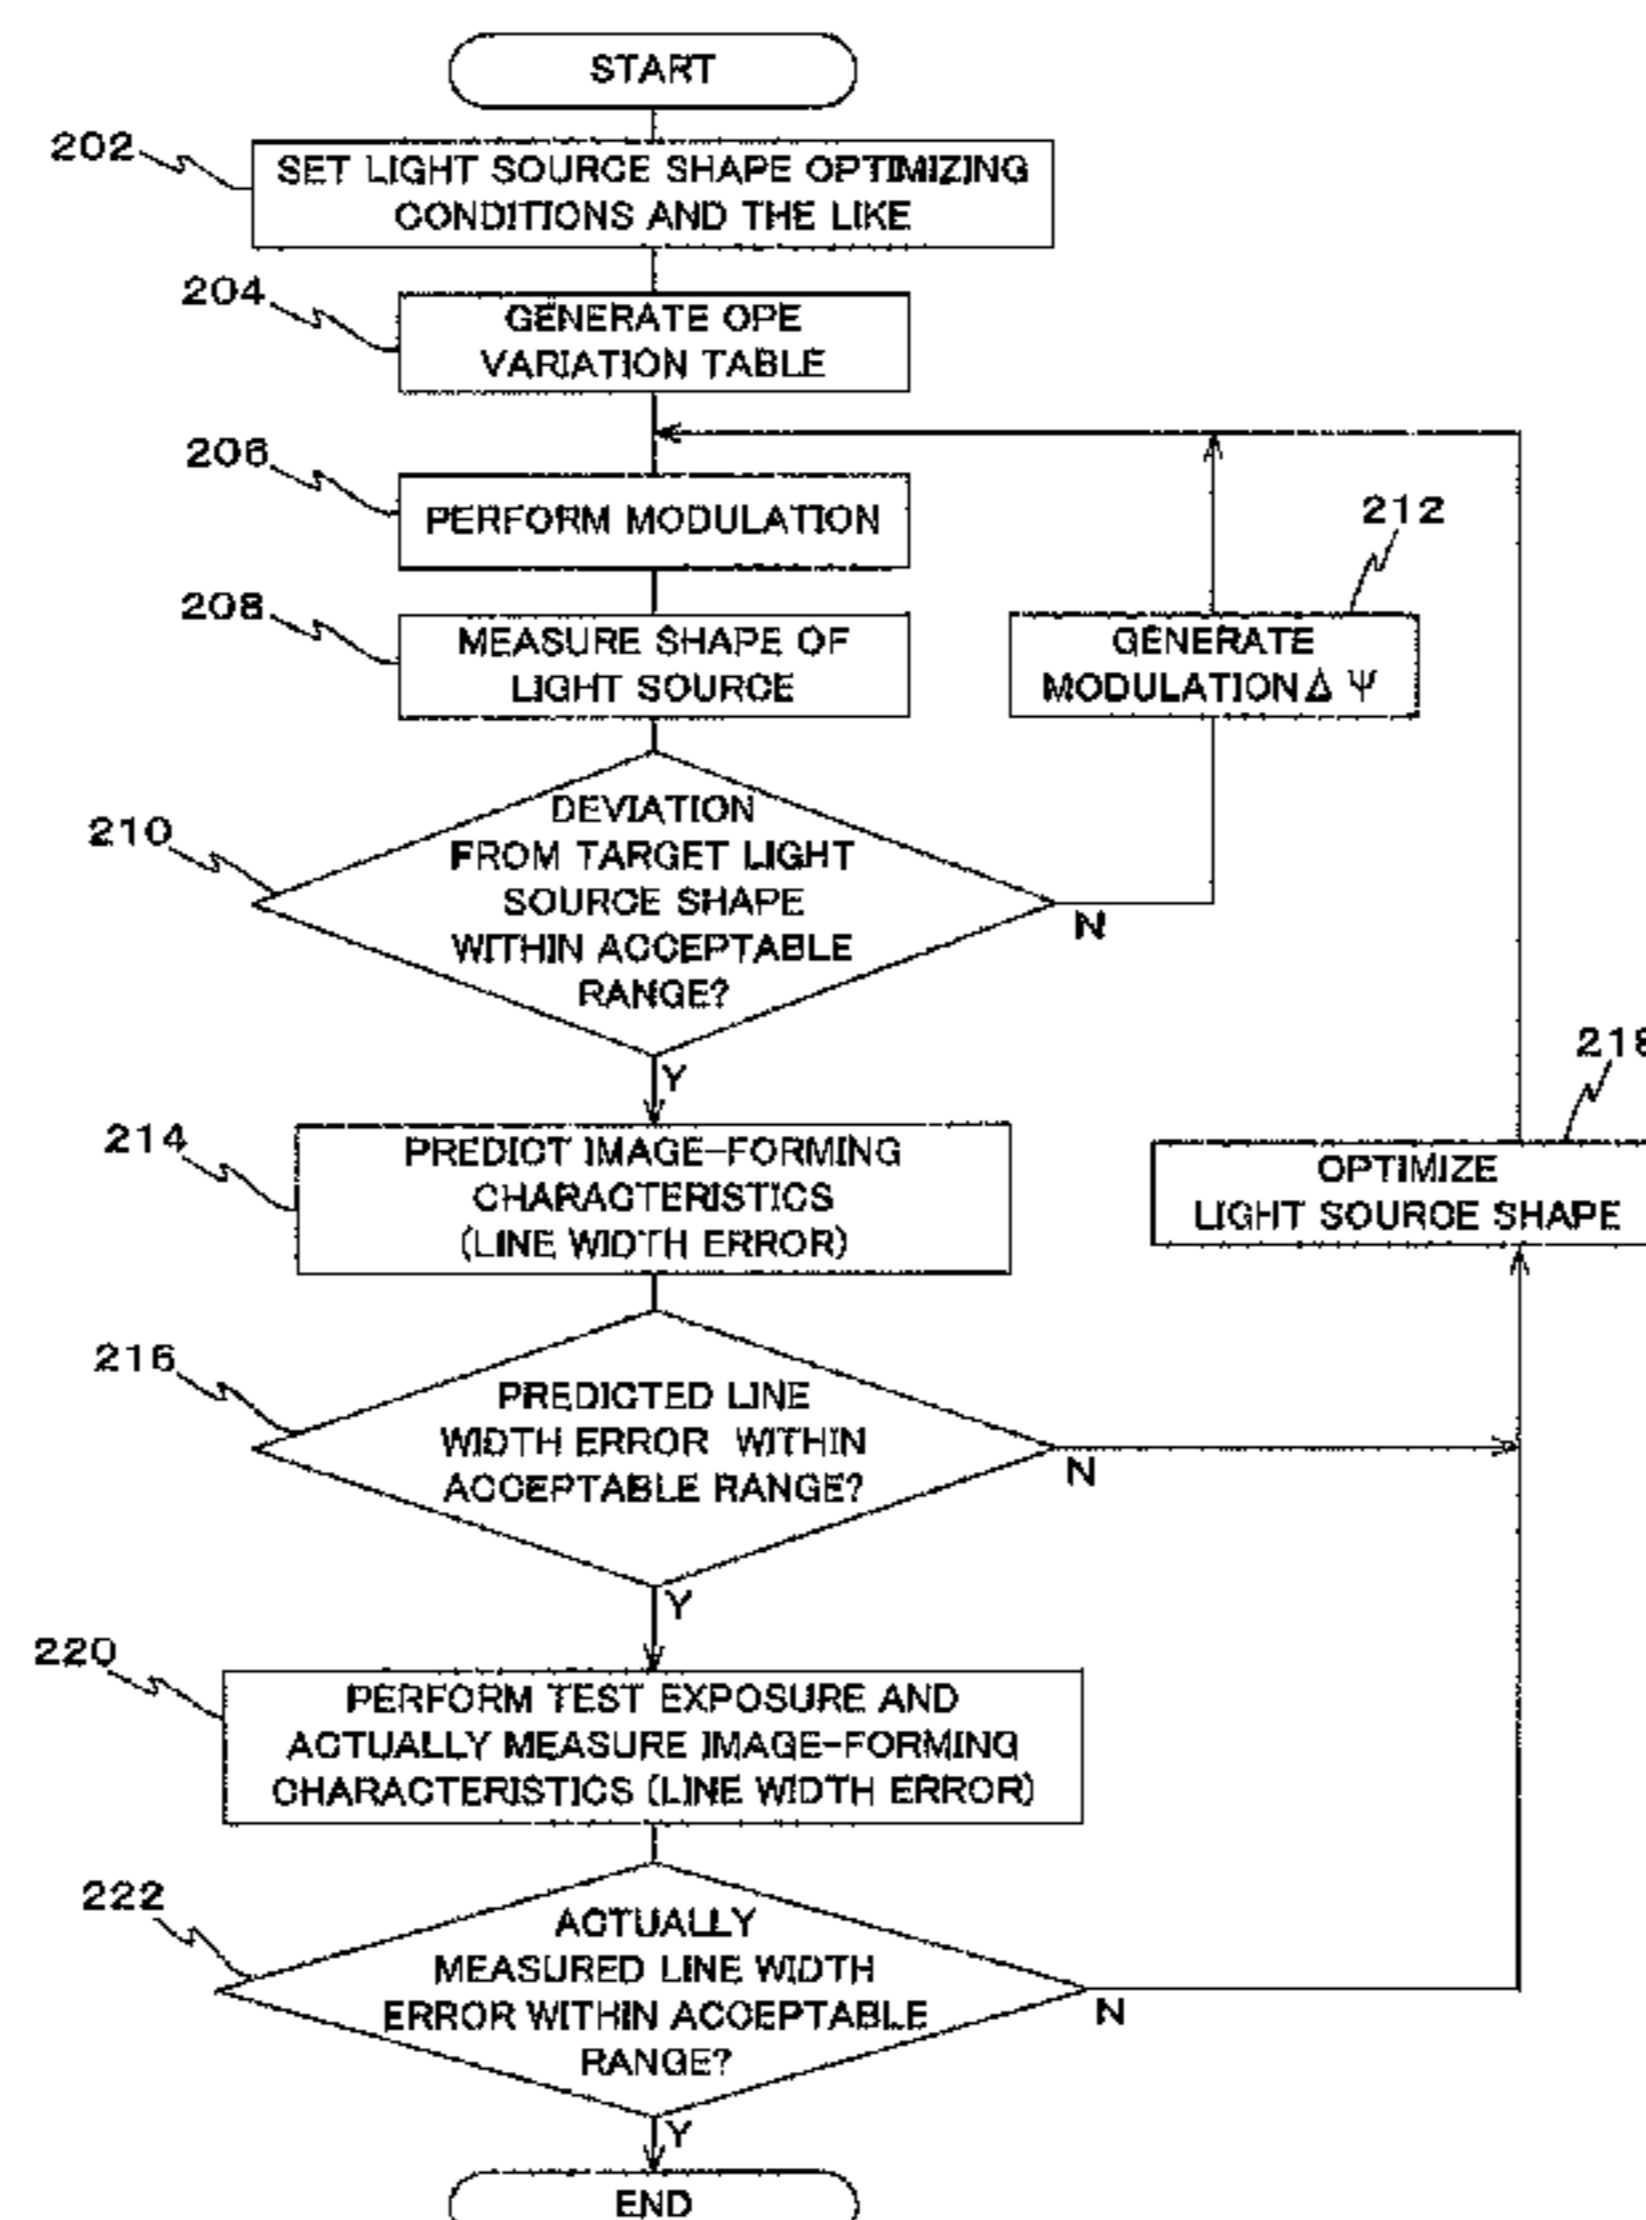 START
202
SET LIGHT SOURCE SHAPE OPTIMIZING
CONDITIONS AND THE LIKE
204
GENERATE OPE
VARIATION TABLE
206
PERFORM MODULATION
208
MEASURE SHAPE OF
LIGHT SOURCE
212
GENERATE
MODULATION Δ Ψ
210
DEVIATION
FROM TARGET LIGHT
SOURCE SHAPE
WITHIN ACCEPTABLE
RANGE?
N
Y
214
PREDICT IMAGE-FORMING
CHARACTERISTICS
(LINE WIDTH ERROR)
218
OPTIMIZE
LIGHT SOURCE SHAPE
216
PREDICTED LINE
WIDTH ERROR WITHIN
ACCEPTABLE RANGE?
N
Y
220
PERFORM TEST EXPOSURE AND
ACTUALLY MEASURE IMAGE-FORMING
CHARACTERISTICS (LINE WIDTH ERROR)
222
ACTUALLY
MEASURED LINE WIDTH
ERROR WITHIN ACCEPTABLE
RANGE?
N
Y
END